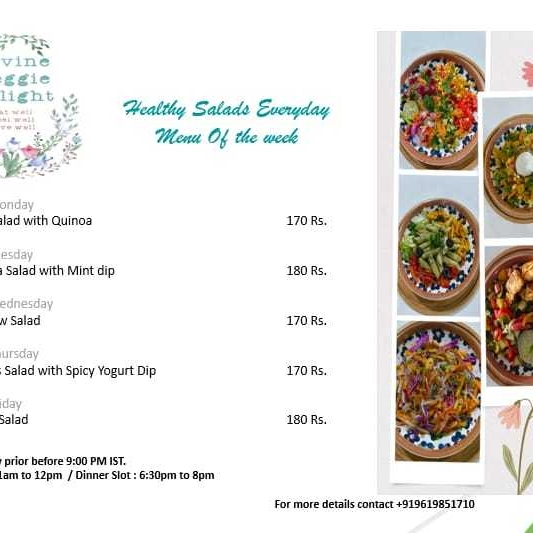 vine
eggie
light
at well
eel well
ve well
Healthy Salads Everyday
Menu Of the week
onday
alad with Quinoa 170 Rs.
esday
a Salad with Mint dip 180 Rs.
ednesday
w Salad 170 Rs.
ursday
s Salad with Spicy Yogurt Dip 170 Rs.
iday
Salad 180 Rs.
y prior before 9:00 PM IST.
1am to 12pm / Dinner Slot : 6:30pm to 8pm
For more details contact +919619851710